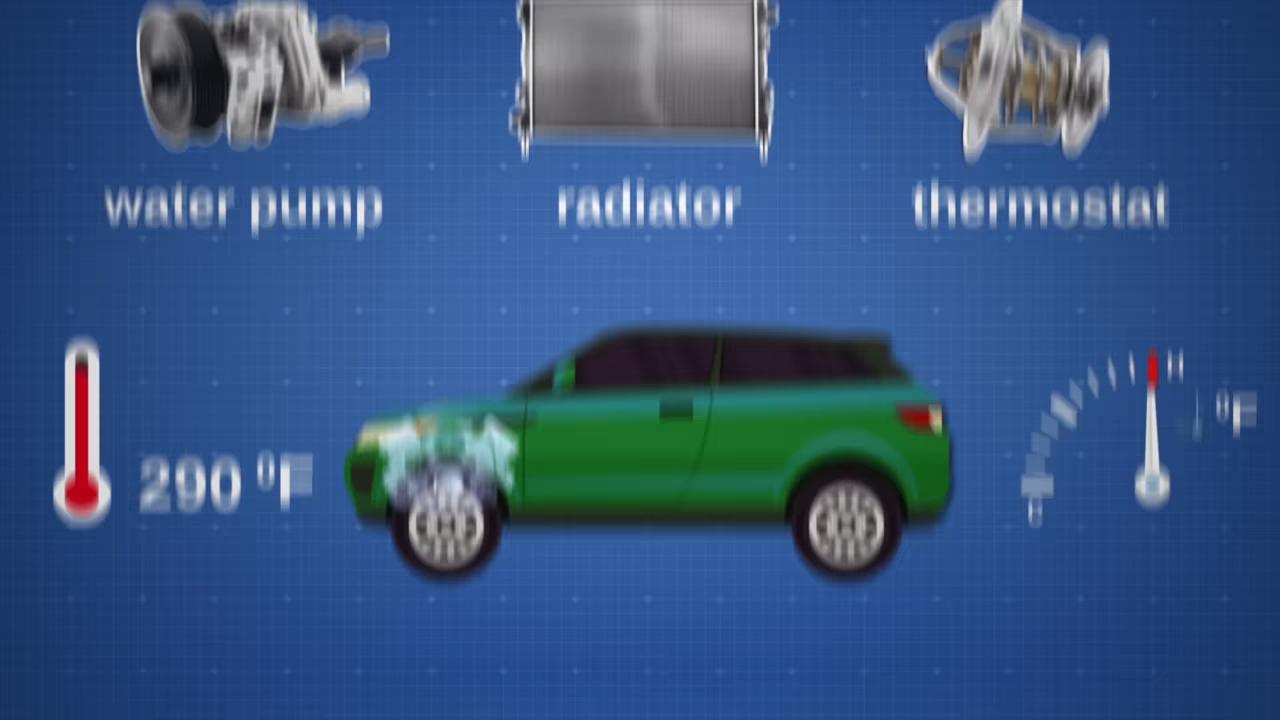 water pump
radiator
thermostat
290 °F
H
°F